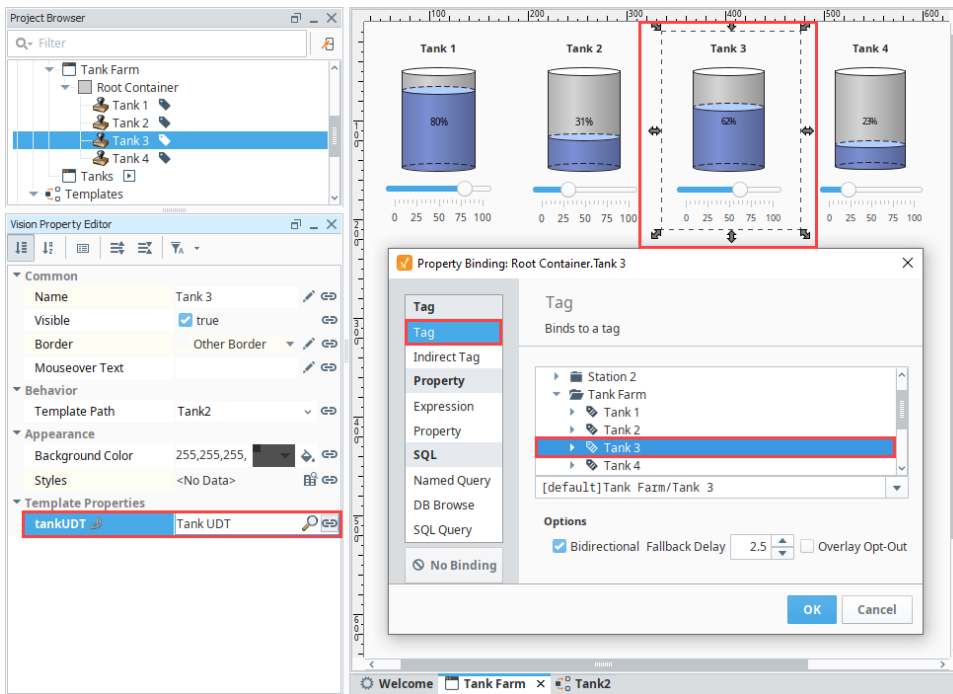 Project Browser
Filter
Tank Farm
Root Container
Tank 1
Tank 2
Tank 3
Tank 4
Tanks
Templates
Vision Property Editor
Common
Name Tank 3
Visible true
Border Other Border
Mouseover Text
Behavior
Template Path Tank2
Appearance
Background Color 255,255,255,
Styles <No Data>
Template Properties
tankUDT Tank UDT
100 200 300 400 500 600
Tank 1 Tank 2 Tank 3 Tank 4
80% 31% 62% 23%
0 25 50 75 100 0 25 50 75 100 0 25 50 75 100 0 25 50 75 100
100
200
300
400
500
600
Property Binding: Root Container.Tank 3
Tag
Tag
Indirect Tag
Property
Expression
Property
SQL
Named Query
DB Browse
SQL Query
No Binding
Tag
Binds to a tag
Station 2
Tank Farm
Tank 1
Tank 2
Tank 3
Tank 4
[default]Tank Farm/Tank 3
Options
Bidirectional Fallback Delay 2.5 Overlay Opt-Out
OK Cancel
Welcome Tank Farm Tank2